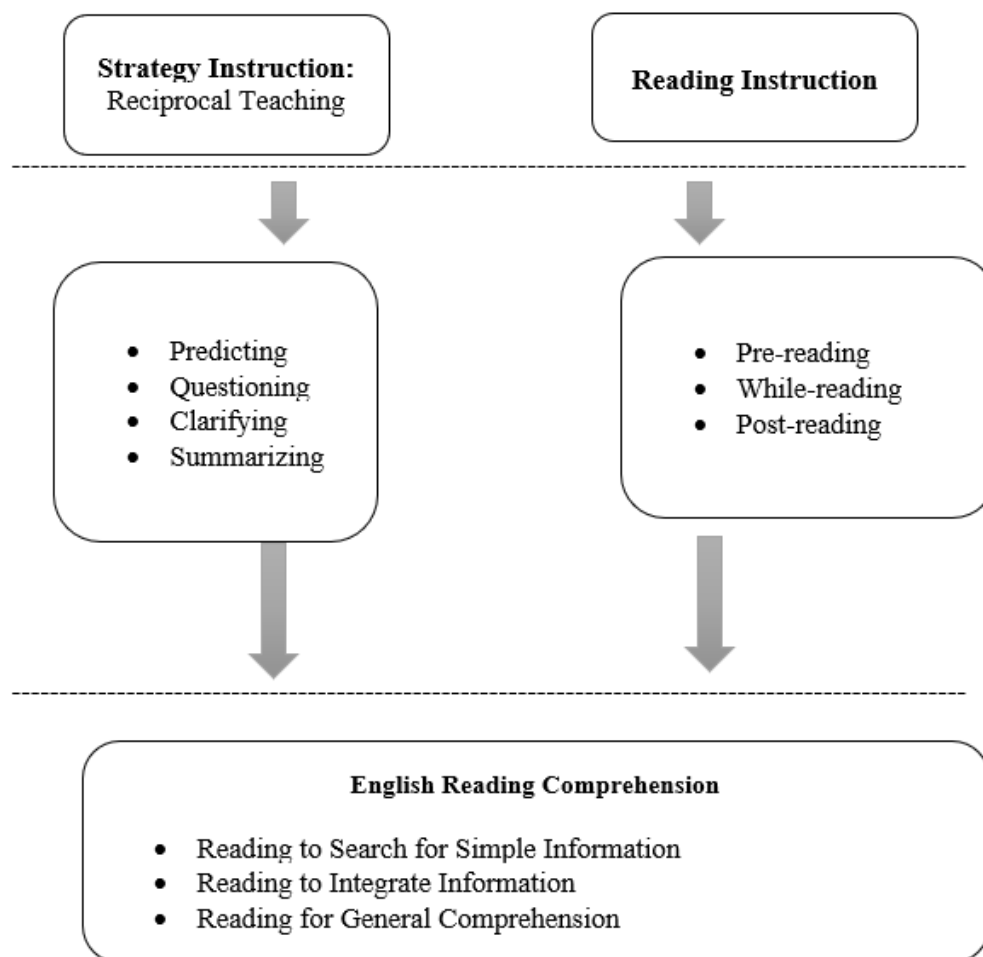 Strategy Instruction:
Reciprocal Teaching
Reading Instruction
• Predicting
• Questioning
• Clarifying
• Summarizing
• Pre-reading
• While-reading
• Post-reading
English Reading Comprehension
• Reading to Search for Simple Information
• Reading to Integrate Information
• Reading for General Comprehension